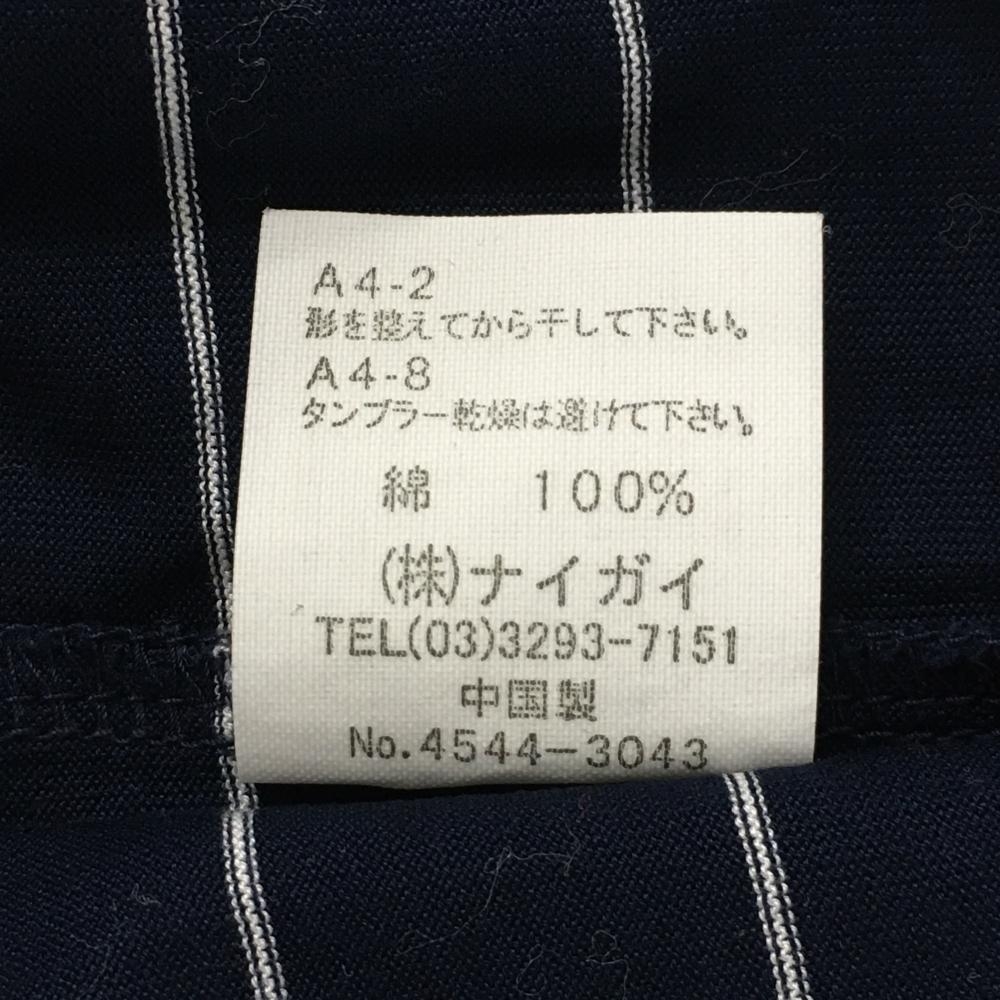 A4-2
形を整えてから干して下さい。
A4-8
タンブラー乾燥は避けて下さい。
綿　100%
(株)ナイガイ
TEL(03)3293-7151
中国製
No.4544-3043